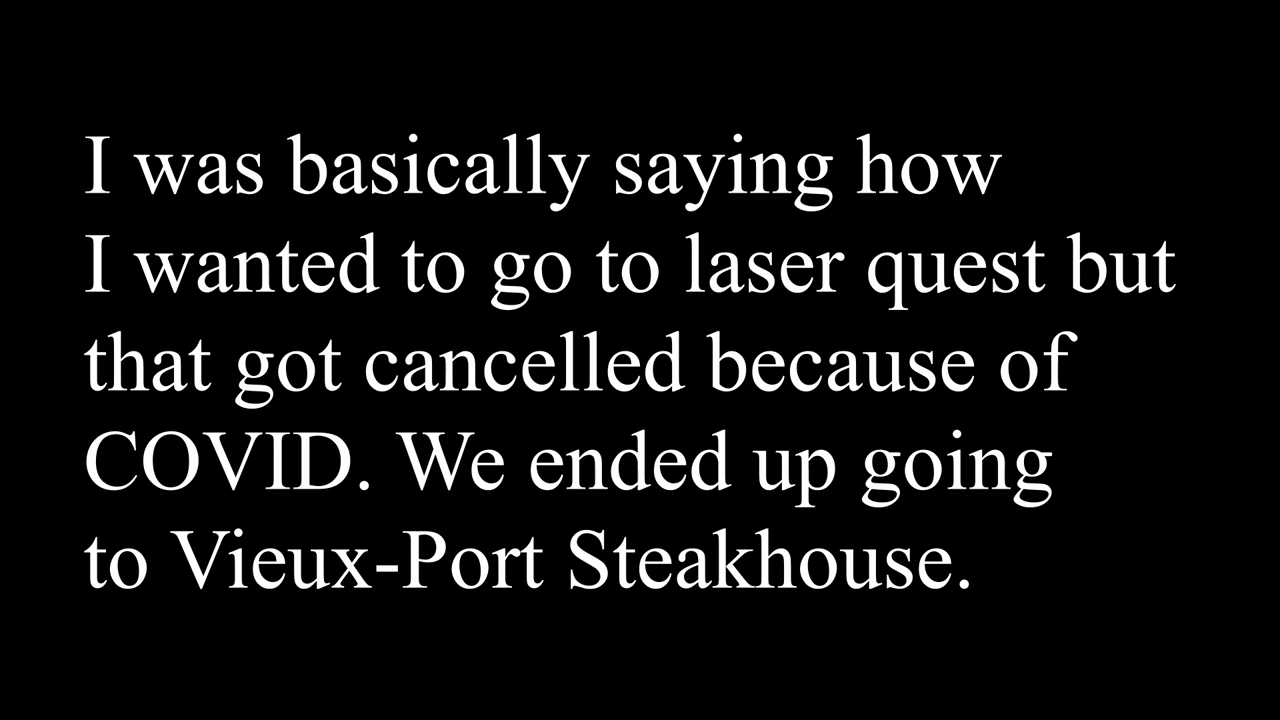 I was basically saying how
I wanted to go to laser quest but
that got cancelled because of
COVID. We ended up going
to Vieux-Port Steakhouse.